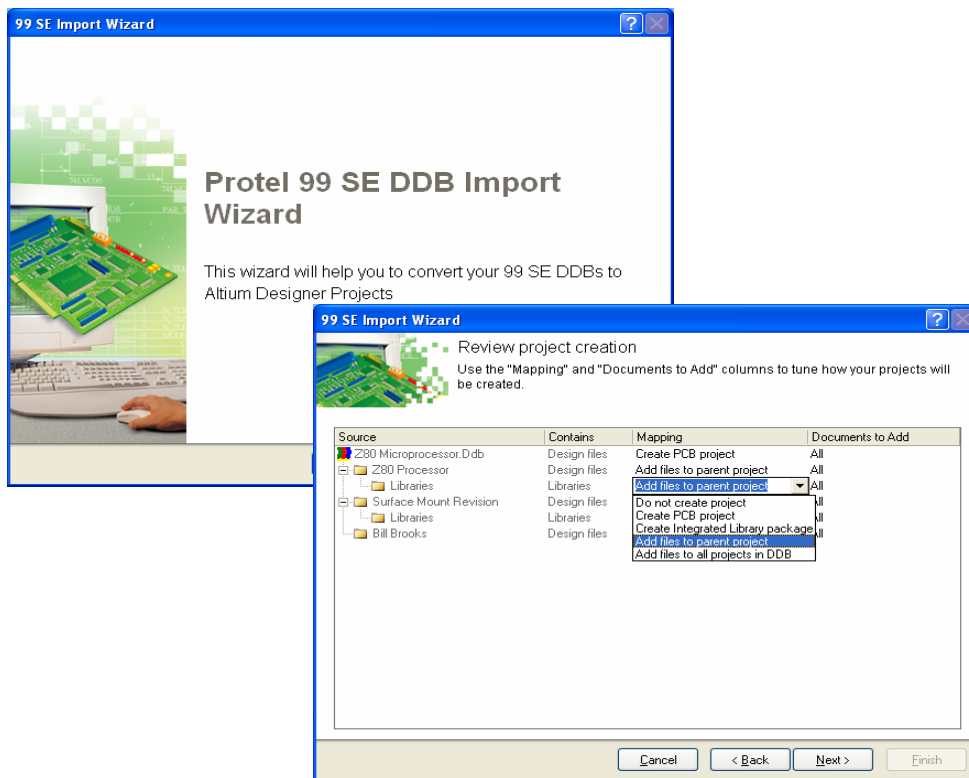 99 SE Import Wizard
Protel 99 SE DDB Import
Wizard
This wizard will help you to convert your 99 SE DDBs to
Altium Designer Projects
99 SE Import Wizard
Review project creation
Use the "Mapping" and "Documents to Add" columns to tune how your projects will
be created.
Source Contains Mapping Documents to Add
Z80 Microprocessor.Ddb Design files Create PCB project All
Z80 Processor Design files Add files to parent project All
Libraries Libraries Add files to parent project All
Surface Mount Revision Design files
Libraries Libraries
Bill Brooks Design files
Do not create project
Create PCB project
Create Integrated Library package
Add files to parent project
Add files to all projects in DDB
Cancel < Back Next > Finish